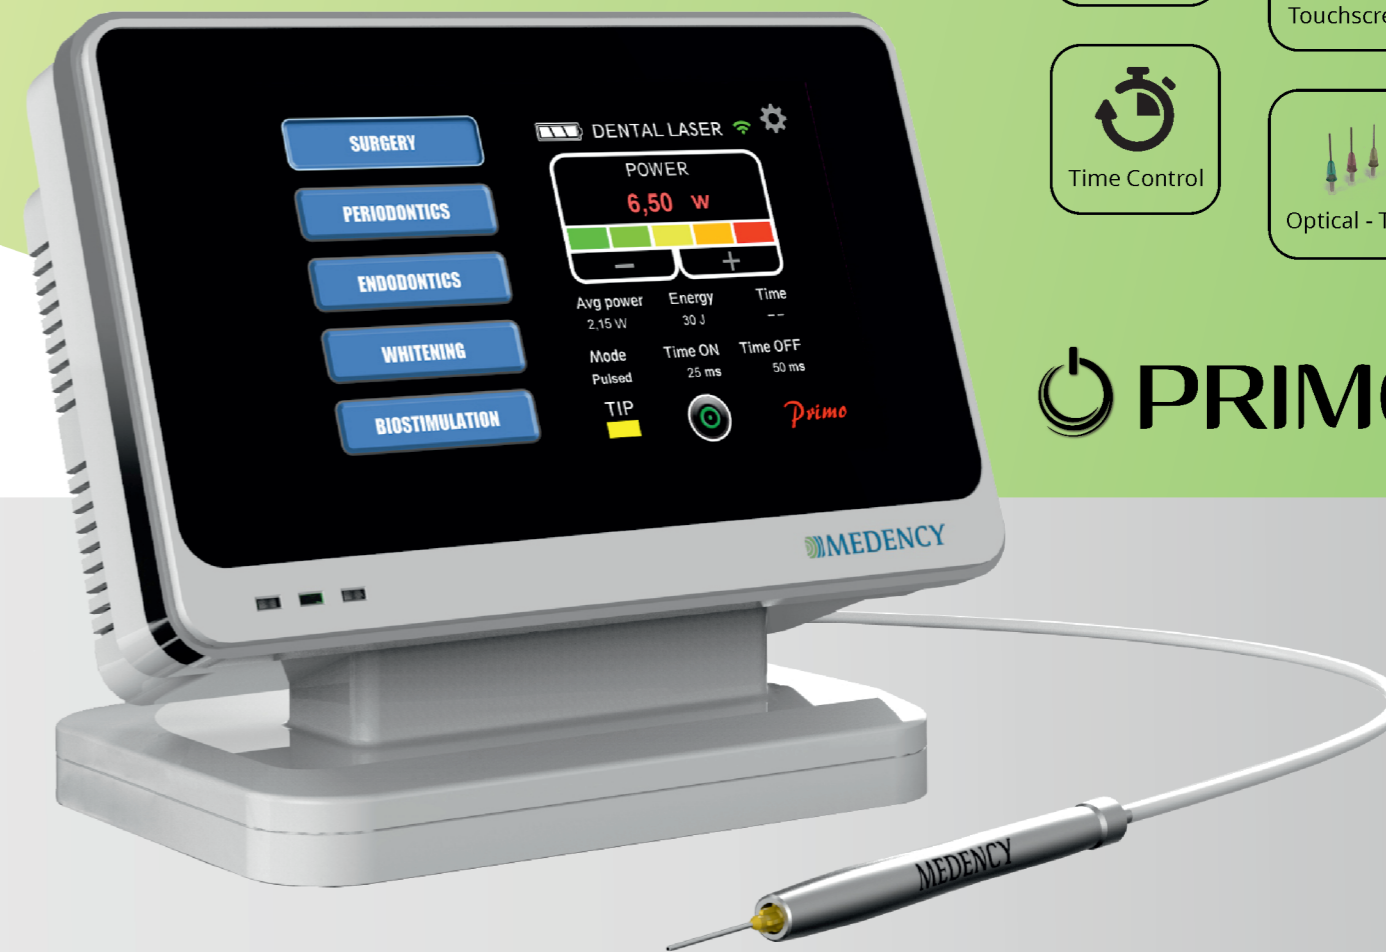 SURGERY
PERIODONTICS
ENDODONTICS
WHITENING
BIOSTIMULATION
DENTAL LASER
POWER
6,50 W
− +
Avg power Energy Time
2,15 W 30 J − −
Mode Time ON Time OFF
Pulsed 25 ms 50 ms
TIP
Primo
MEDENCY
MEDENCY
Touchscre
Time Control
Optical - T
PRIMO